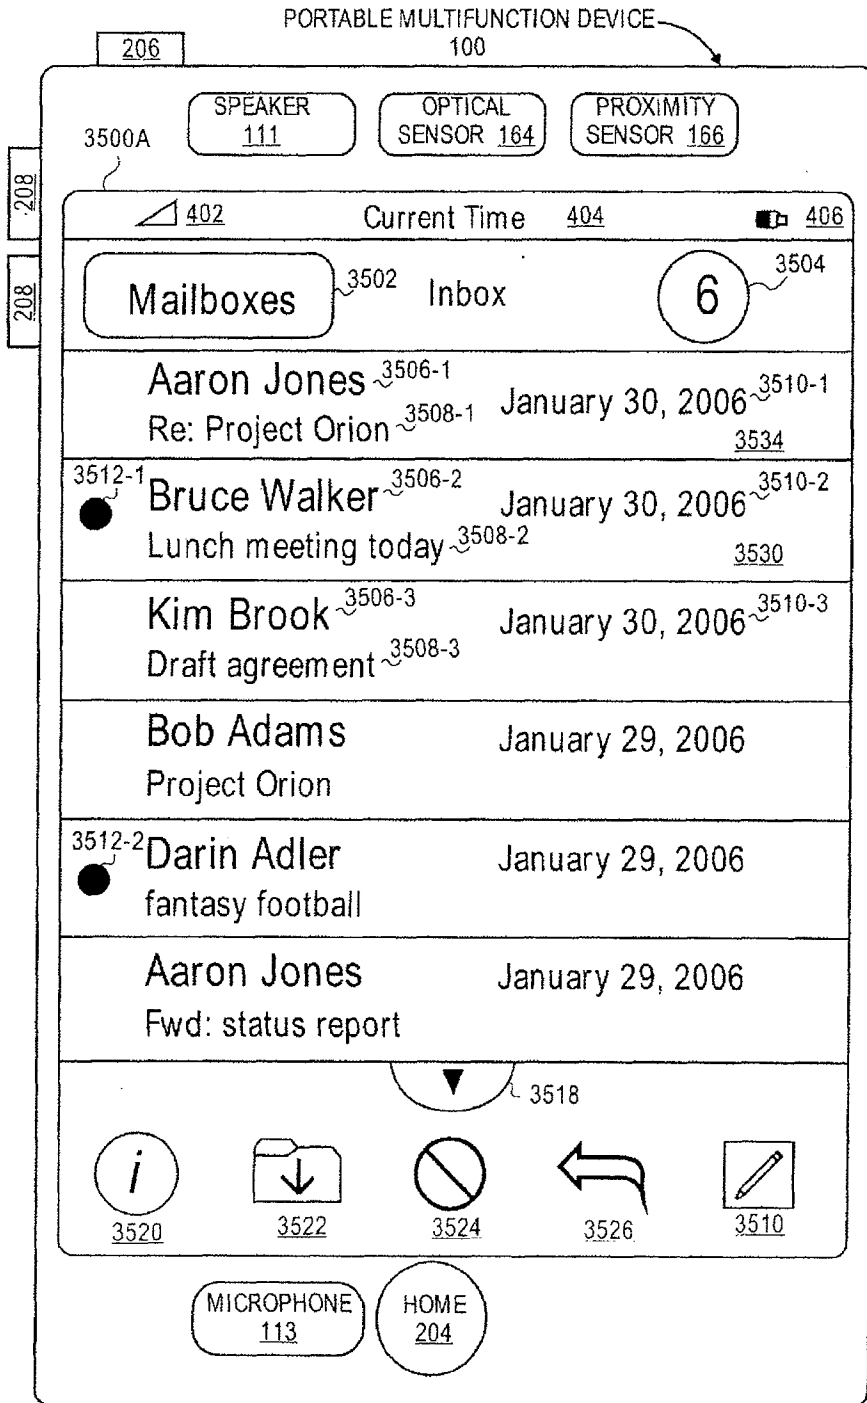 PORTABLE MULTIFUNCTION DEVICE
100
206
SPEAKER
111
OPTICAL
SENSOR 164
PROXIMITY
SENSOR 166
3500A
208
208
402
Current Time 404
406
Mailboxes
3502
Inbox
6
3504
Aaron Jones 3506-1
January 30, 2006 3510-1
Re: Project Orion 3508-1
3534
3512-1
Bruce Walker 3506-2
January 30, 2006 3510-2
Lunch meeting today 3508-2
3530
Kim Brook 3506-3
January 30, 2006 3510-3
Draft agreement 3508-3
Bob Adams
January 29, 2006
Project Orion
3512-2
Darin Adler
January 29, 2006
fantasy football
Aaron Jones
January 29, 2006
Fwd: status report
3518
i
3520
3522
3524
3526
3510
MICROPHONE
113
HOME
204